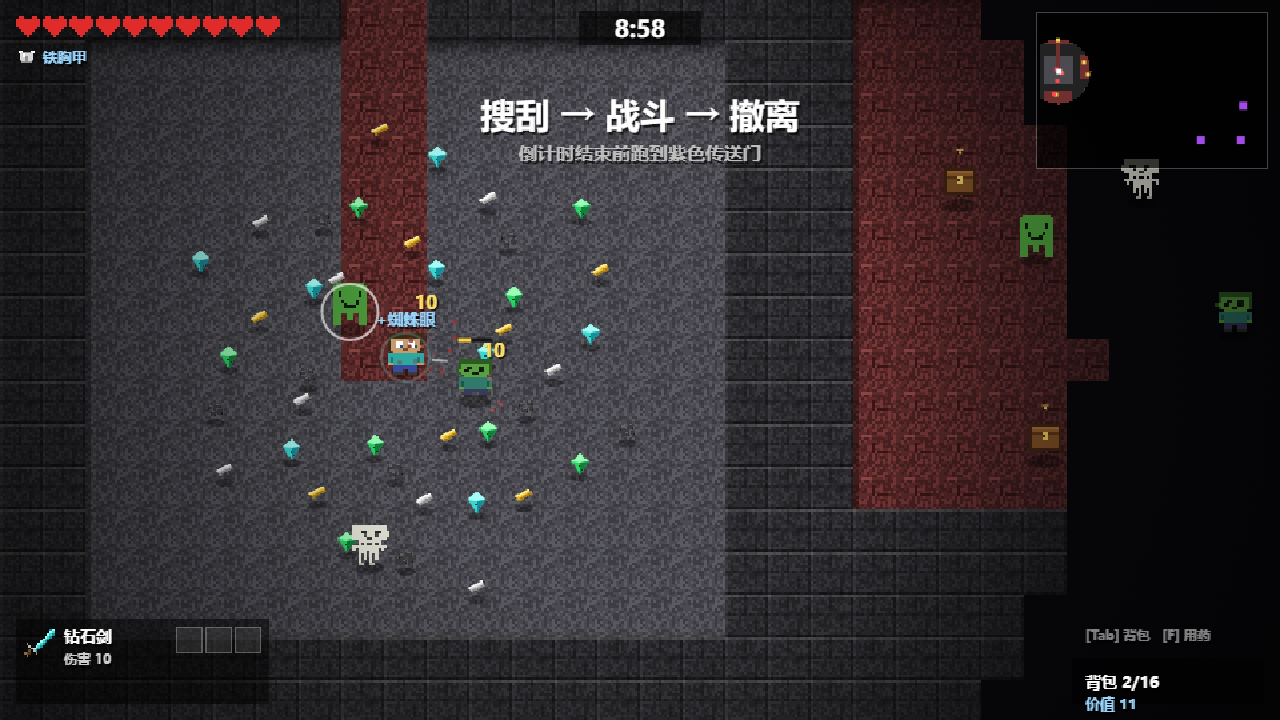 8:58
铁胸甲
搜刮 → 战斗 → 撤离
倒计时结束前跑到紫色传送门
10
+蜘蛛眼
10
钻石剑
伤害 10
[Tab] 背包 [F] 用药
背包 2/16
价值 11